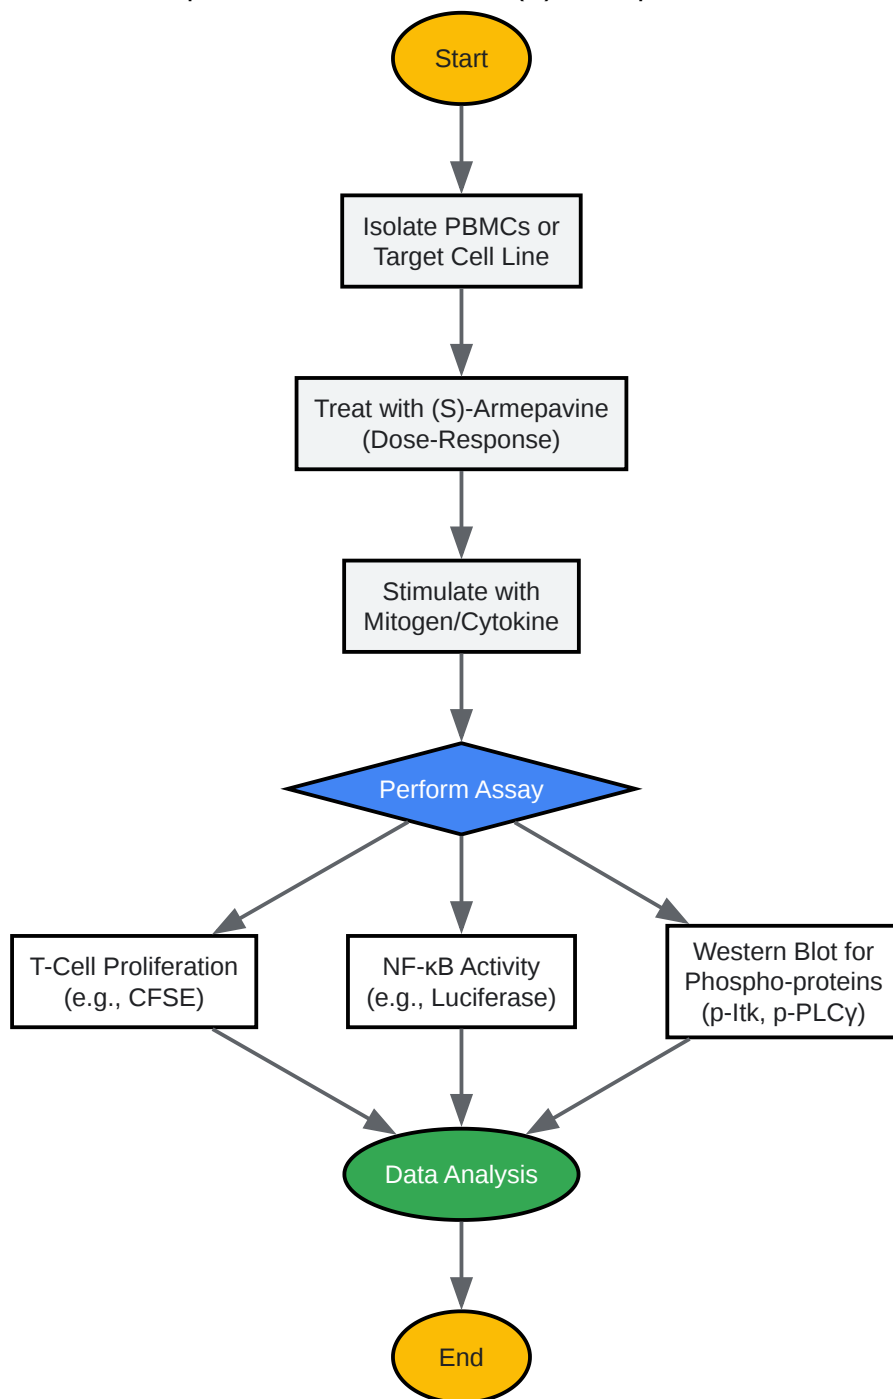 Start
Isolate PBMCs or
Target Cell Line
Treat with (S)-Armepavine
(Dose-Response)
Stimulate with
Mitogen/Cytokine
Perform Assay
T-Cell Proliferation
(e.g., CFSE)
NF-κB Activity
(e.g., Luciferase)
Western Blot for
Phospho-proteins
(p-Itk, p-PLCγ)
Data Analysis
End